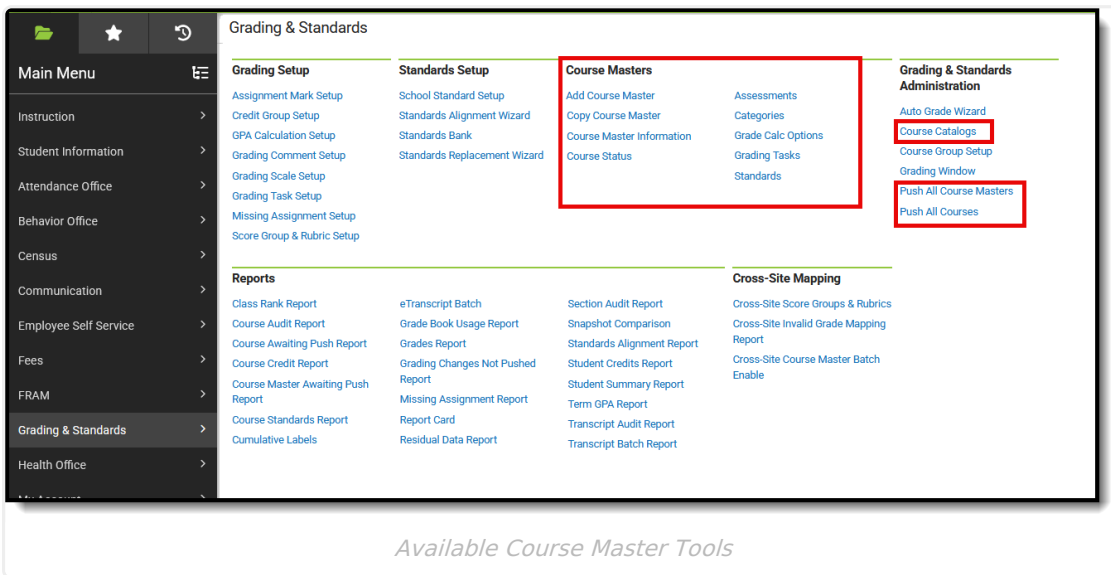 Grading & Standards
Main Menu
Instruction
Student Information
Attendance Office
Behavior Office
Census
Communication
Employee Self Service
Fees
FRAM
Grading & Standards
Health Office
My Account
Grading Setup
Assignment Mark Setup
Credit Group Setup
GPA Calculation Setup
Grading Comment Setup
Grading Scale Setup
Grading Task Setup
Missing Assignment Setup
Score Group & Rubric Setup
Standards Setup
School Standard Setup
Standards Alignment Wizard
Standards Bank
Standards Replacement Wizard
Course Masters
Add Course Master
Copy Course Master
Course Master Information
Course Status
Assessments
Categories
Grade Calc Options
Grading Tasks
Standards
Grading & Standards
Administration
Auto Grade Wizard
Course Catalogs
Course Group Setup
Grading Window
Push All Course Masters
Push All Courses
Reports
Class Rank Report
Course Audit Report
Course Awaiting Push Report
Course Credit Report
Course Master Awaiting Push
Report
Course Standards Report
Cumulative Labels
eTranscript Batch
Grade Book Usage Report
Grades Report
Grading Changes Not Pushed
Report
Missing Assignment Report
Report Card
Residual Data Report
Section Audit Report
Snapshot Comparison
Standards Alignment Report
Student Credits Report
Student Summary Report
Term GPA Report
Transcript Audit Report
Transcript Batch Report
Cross-Site Mapping
Cross-Site Score Groups & Rubrics
Cross-Site Invalid Grade Mapping
Report
Cross-Site Course Master Batch
Enable
Available Course Master Tools